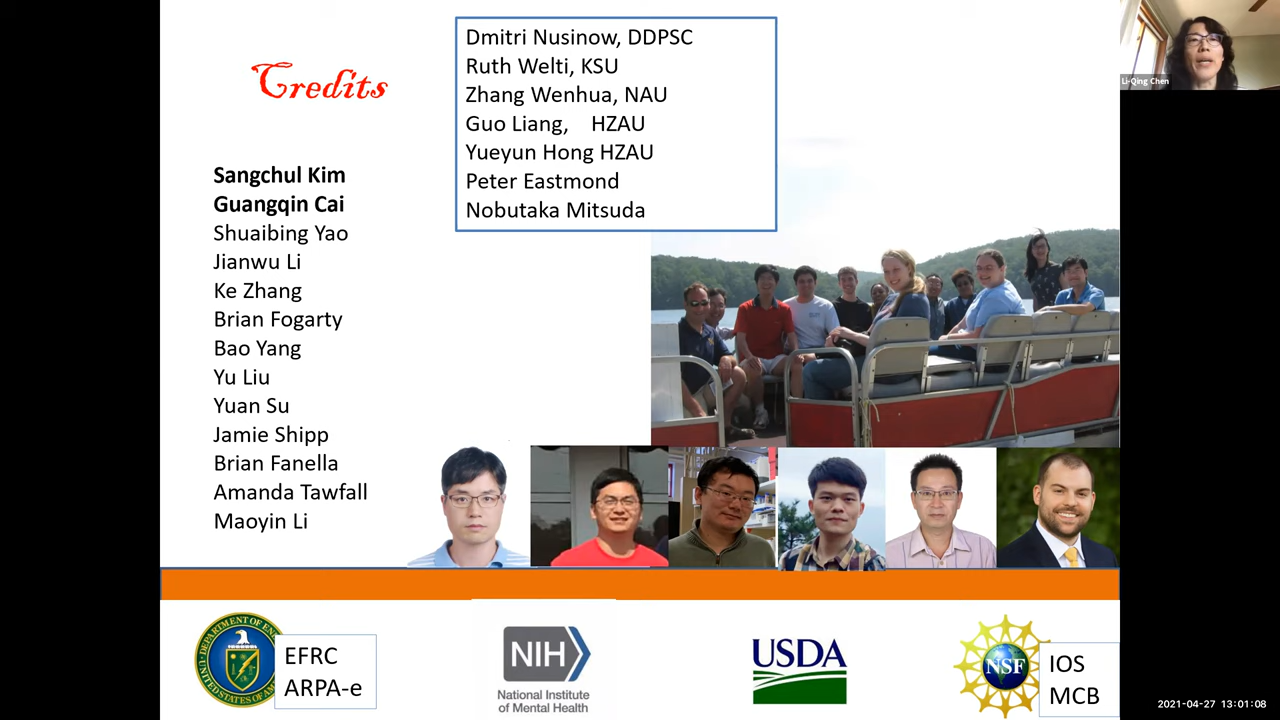 Credits
Dmitri Nusinow, DDPSC
Ruth Welti, KSU
Zhang Wenhua, NAU
Guo Liang, HZAU
Yueyun Hong HZAU
Peter Eastmond
Nobutaka Mitsuda
Sangchul Kim
Guangqin Cai
Shuaibing Yao
Jianwu Li
Ke Zhang
Brian Fogarty
Bao Yang
Yu Liu
Yuan Su
Jamie Shipp
Brian Fanella
Amanda Tawfall
Maoyin Li
Li-Qing Chen
EFRC
ARPA-e
NIH
National Institute
of Mental Health
USDA
NSF
IOS
MCB
2021-04-27 13:01:08